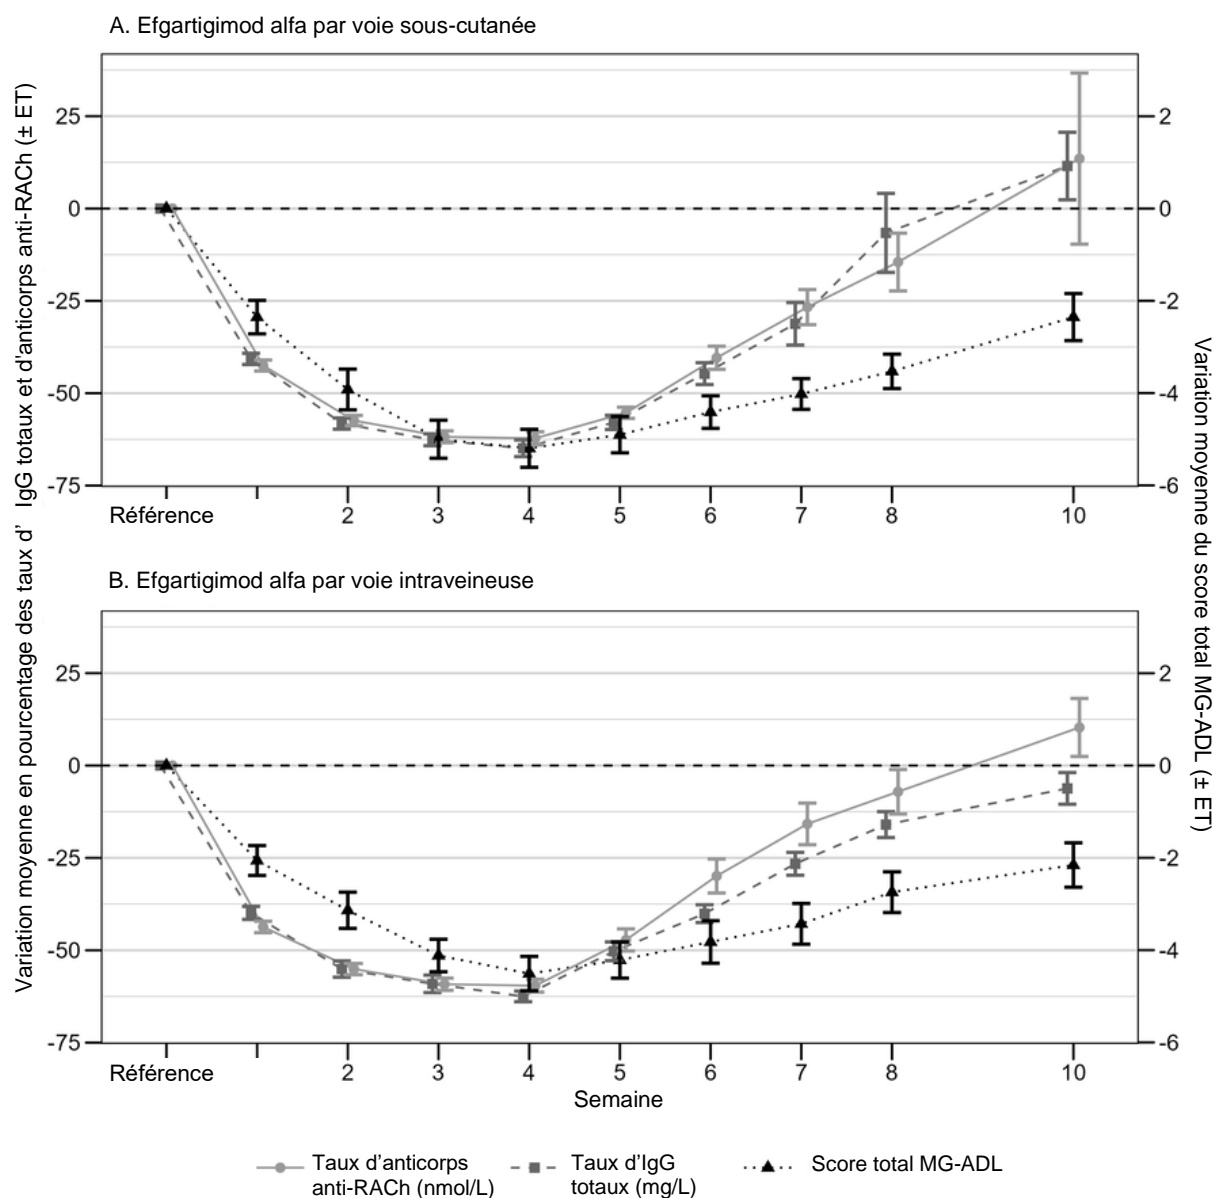 A. Efgartigimod alfa par voie sous-cutanée
Variation moyenne en pourcentage des taux d’ IgG totaux et d'anticorps anti-RACh (± ET)
25
0
-25
-50
-75
2
0
-2
-4
-6
Variation moyenne du score total MG-ADL (± ET)
Référence 2 3 4 5 6 7 8 10
B. Efgartigimod alfa par voie intraveineuse
25
0
-25
-50
-75
2
0
-2
-4
-6
Référence 2 3 4 5 6 7 8 10
Semaine
Taux d’anticorps
anti-RACh (nmol/L)
Taux d’IgG
totaux (mg/L)
Score total MG-ADL